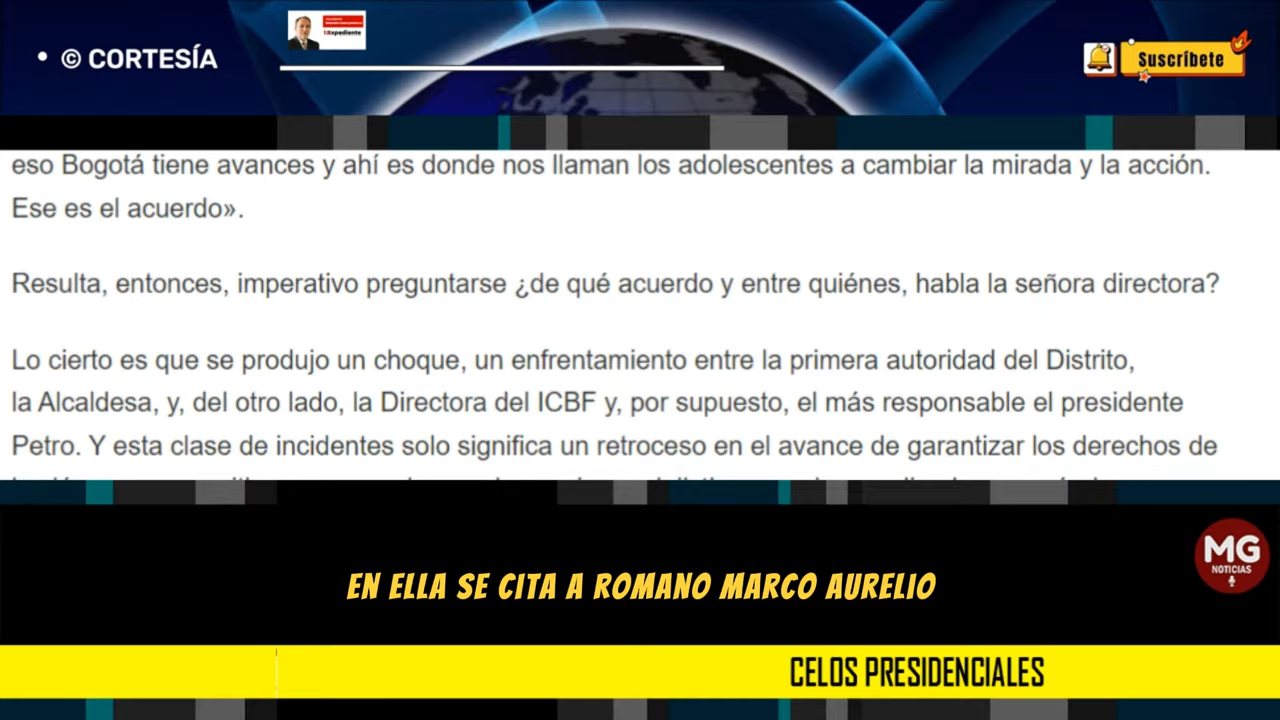 • © CORTESÍA
Suscríbete
eso Bogotá tiene avances y ahí es donde nos llaman los adolescentes a cambiar la mirada y la acción.
Ese es el acuerdo».
Resulta, entonces, imperativo preguntarse ¿de qué acuerdo y entre quiénes, habla la señora directora?
Lo cierto es que se produjo un choque, un enfrentamiento entre la primera autoridad del Distrito,
la Alcaldesa, y, del otro lado, la Directora del ICBF y, por supuesto, el más responsable el presidente
Petro. Y esta clase de incidentes solo significa un retroceso en el avance de garantizar los derechos de
MG
NOTICIAS
EN ELLA SE CITA A ROMANO MARCO AURELIO
CELOS PRESIDENCIALES